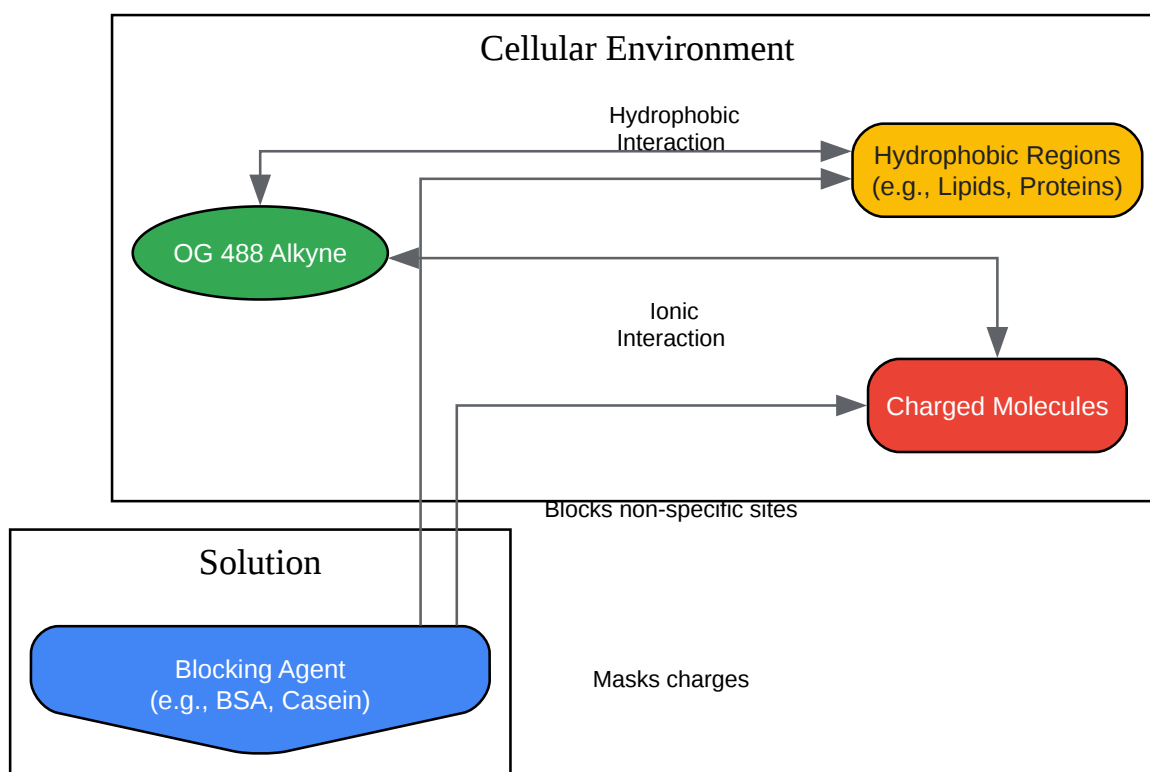 Cellular Environment
Hydrophobic
Interaction
Hydrophobic Regions
(e.g., Lipids, Proteins)
OG 488 Alkyne
Ionic
Interaction
Charged Molecules
Blocks non-specific sites
Solution
Blocking Agent
(e.g., BSA, Casein)
Masks charges